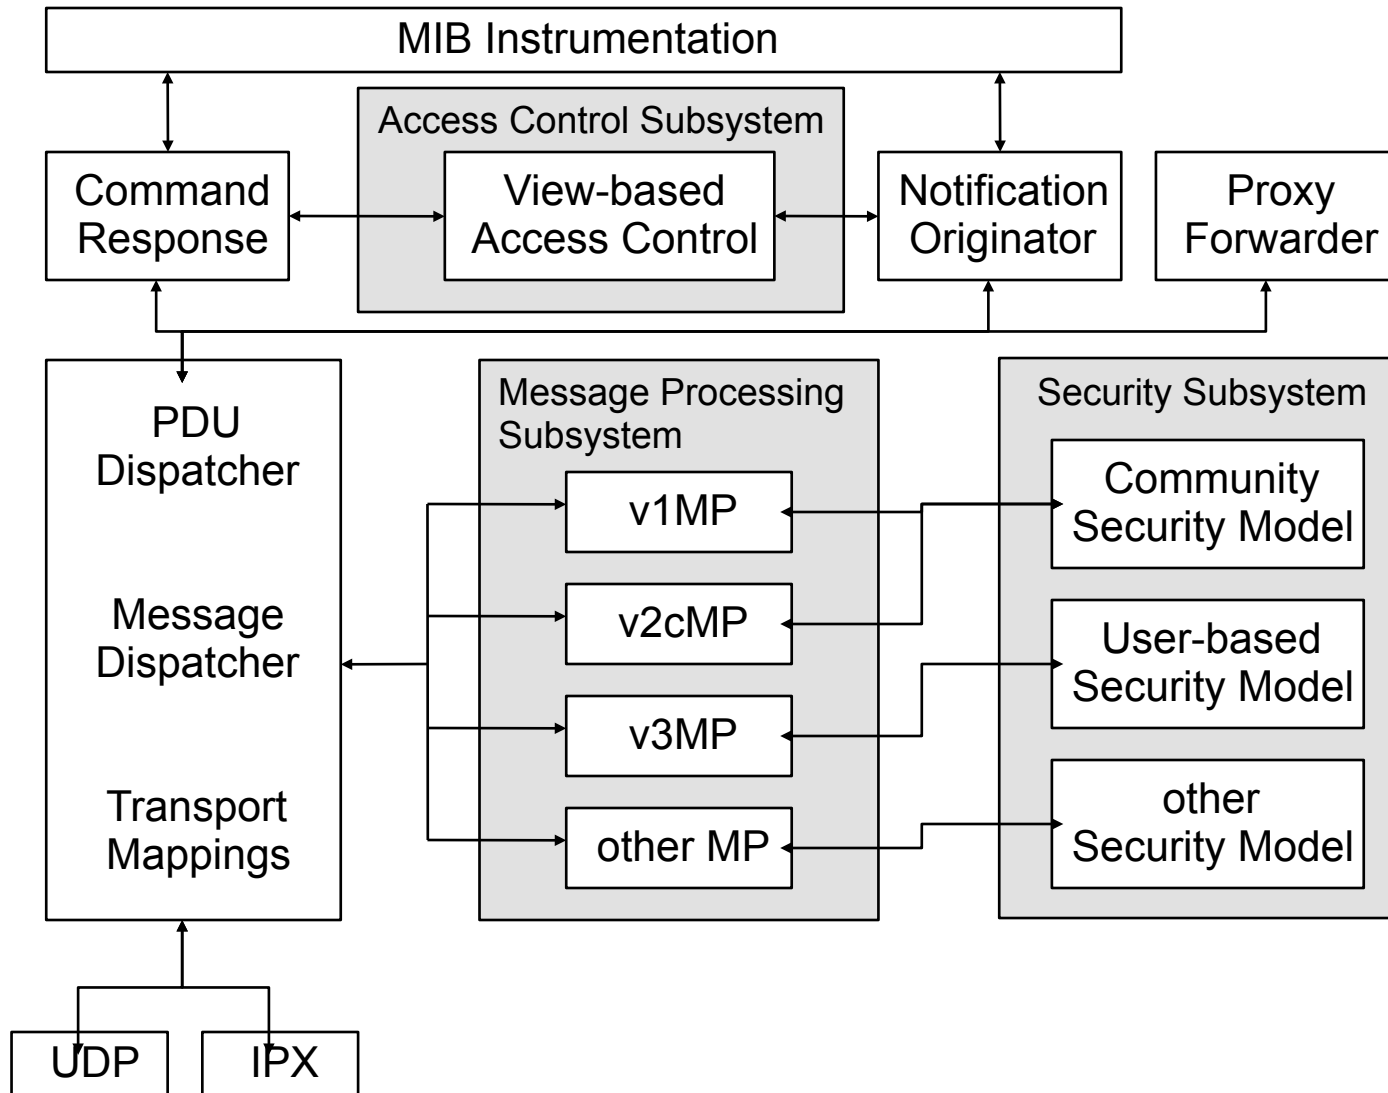 MIB Instrumentation
Access Control Subsystem
Command
Response
View-based
Access Control
Notification
Originator
Proxy
Forwarder
PDU
Dispatcher
Message
Dispatcher
Transport
Mappings
Message Processing
Subsystem
v1MP
v2cMP
v3MP
other MP
Security Subsystem
Community
Security Model
User-based
Security Model
other
Security Model
UDP
IPX